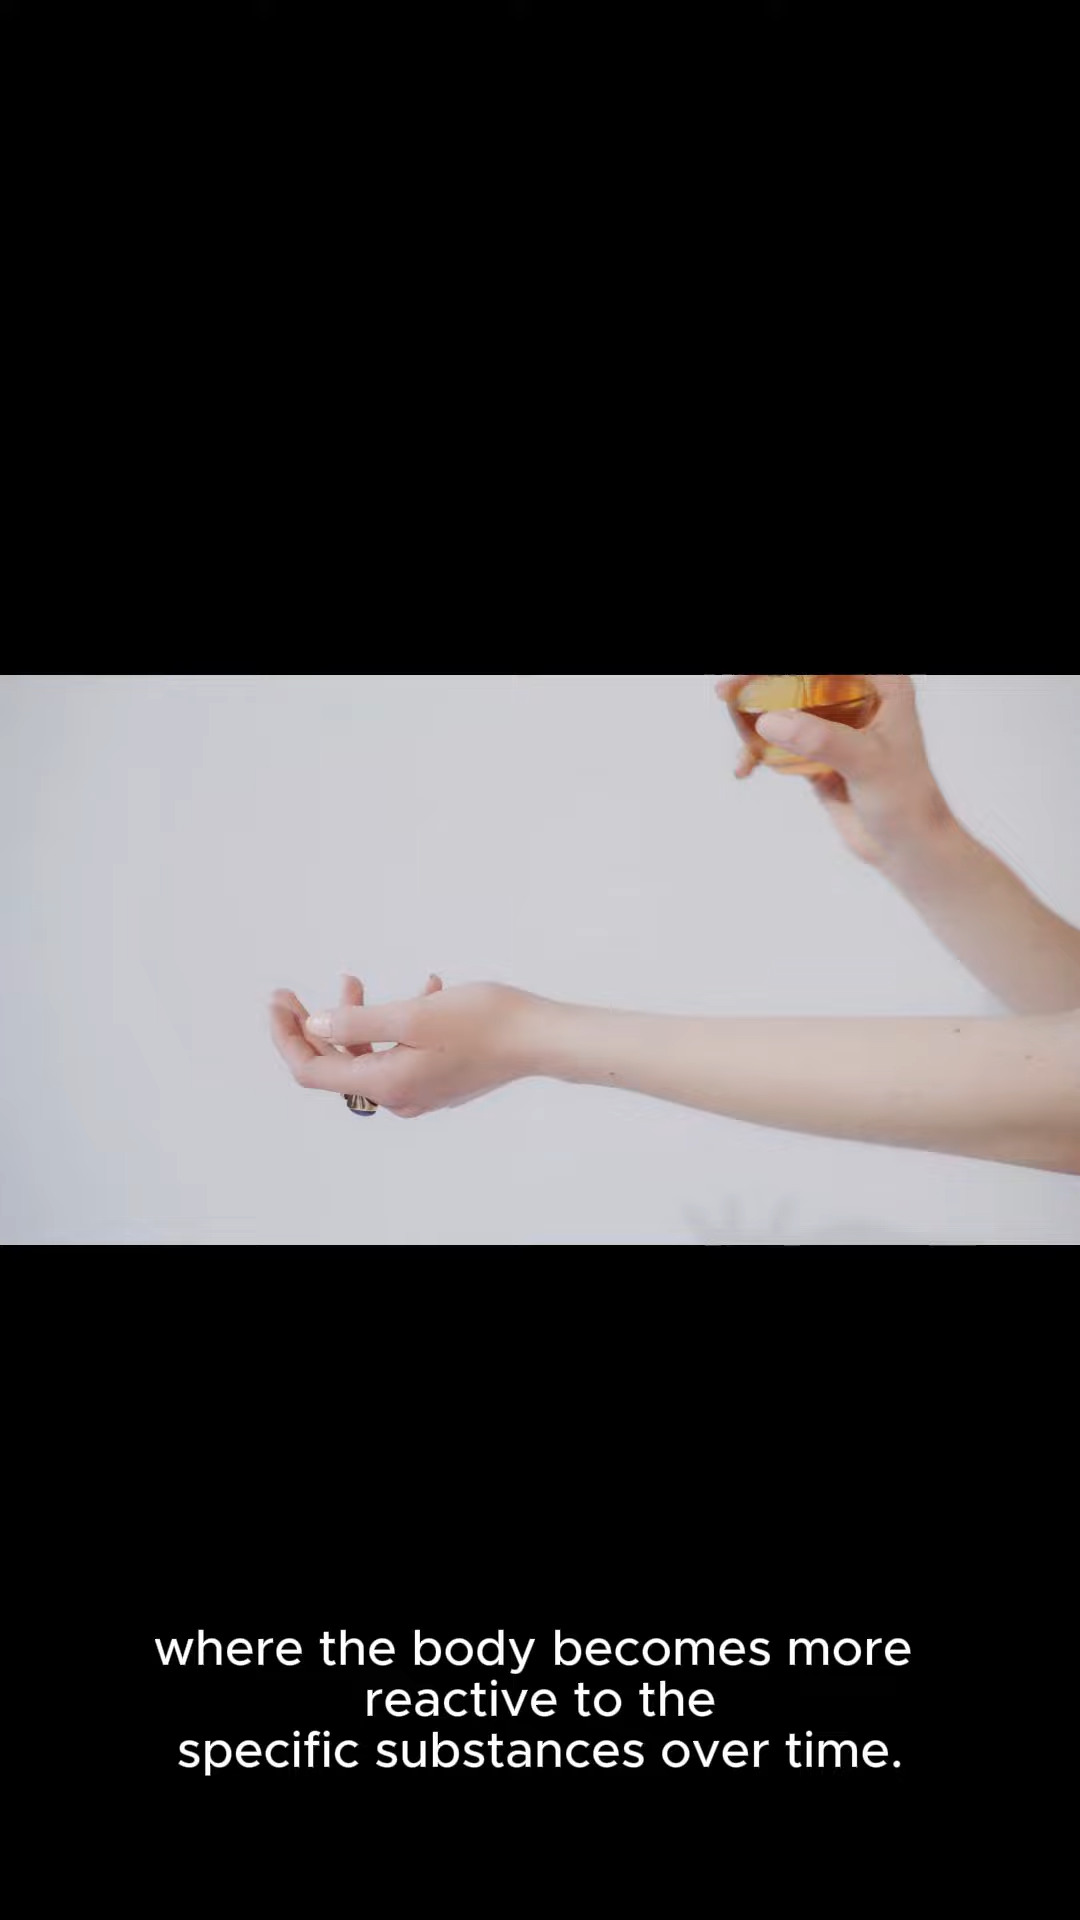 where the body becomes more
reactive to the
specific substances over time.